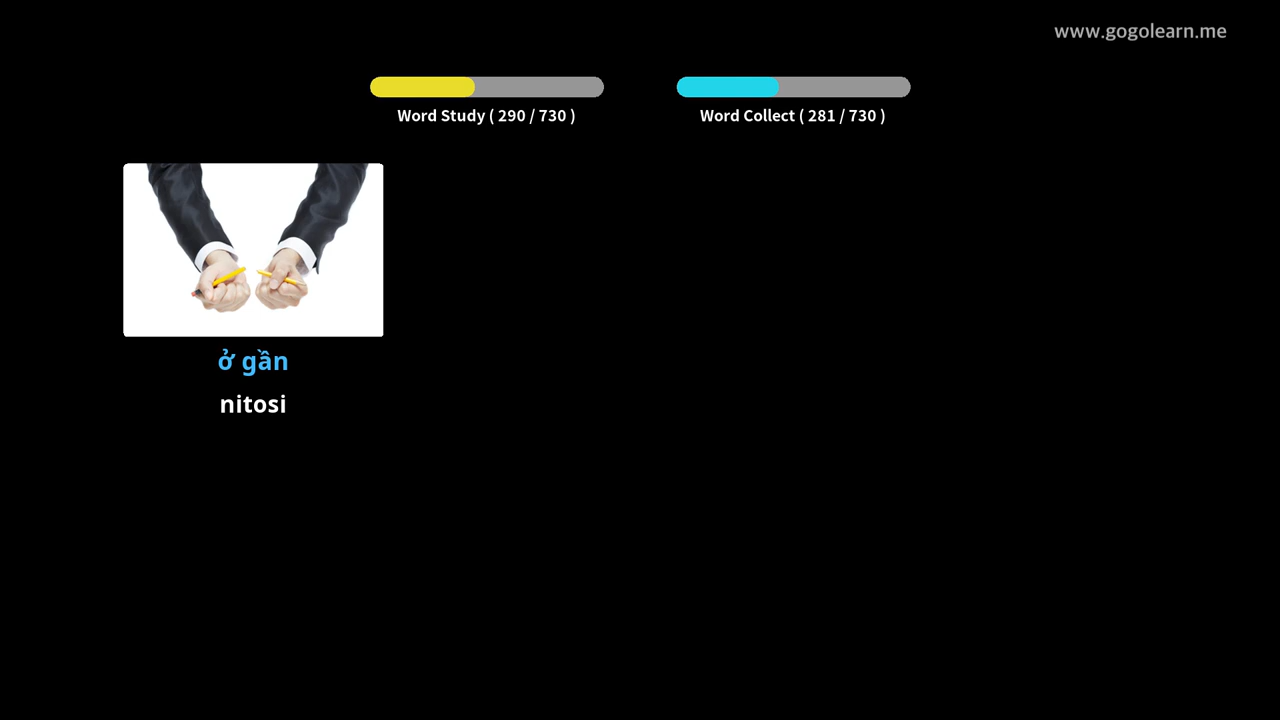 www.gogolearn.me
Word Study ( 290 / 730 )
Word Collect ( 281 / 730 )
ở gần
nitosi